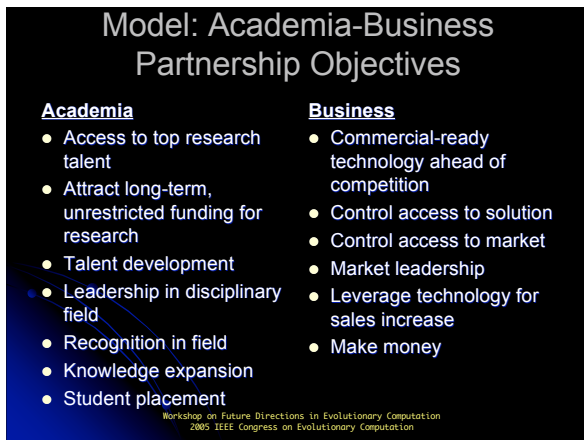 Model: Academia-Business
Partnership Objectives
Academia
● Access to top research
talent
● Attract long-term,
unrestricted funding for
research
● Talent development
● Leadership in disciplinary
field
● Recognition in field
● Knowledge expansion
● Student placement
Business
● Commercial-ready
technology ahead of
competition
● Control access to solution
● Control access to market
● Market leadership
● Leverage technology for
sales increase
● Make money
Workshop on Future Directions in Evolutionary Computation
2005 IEEE Congress on Evolutionary Computation